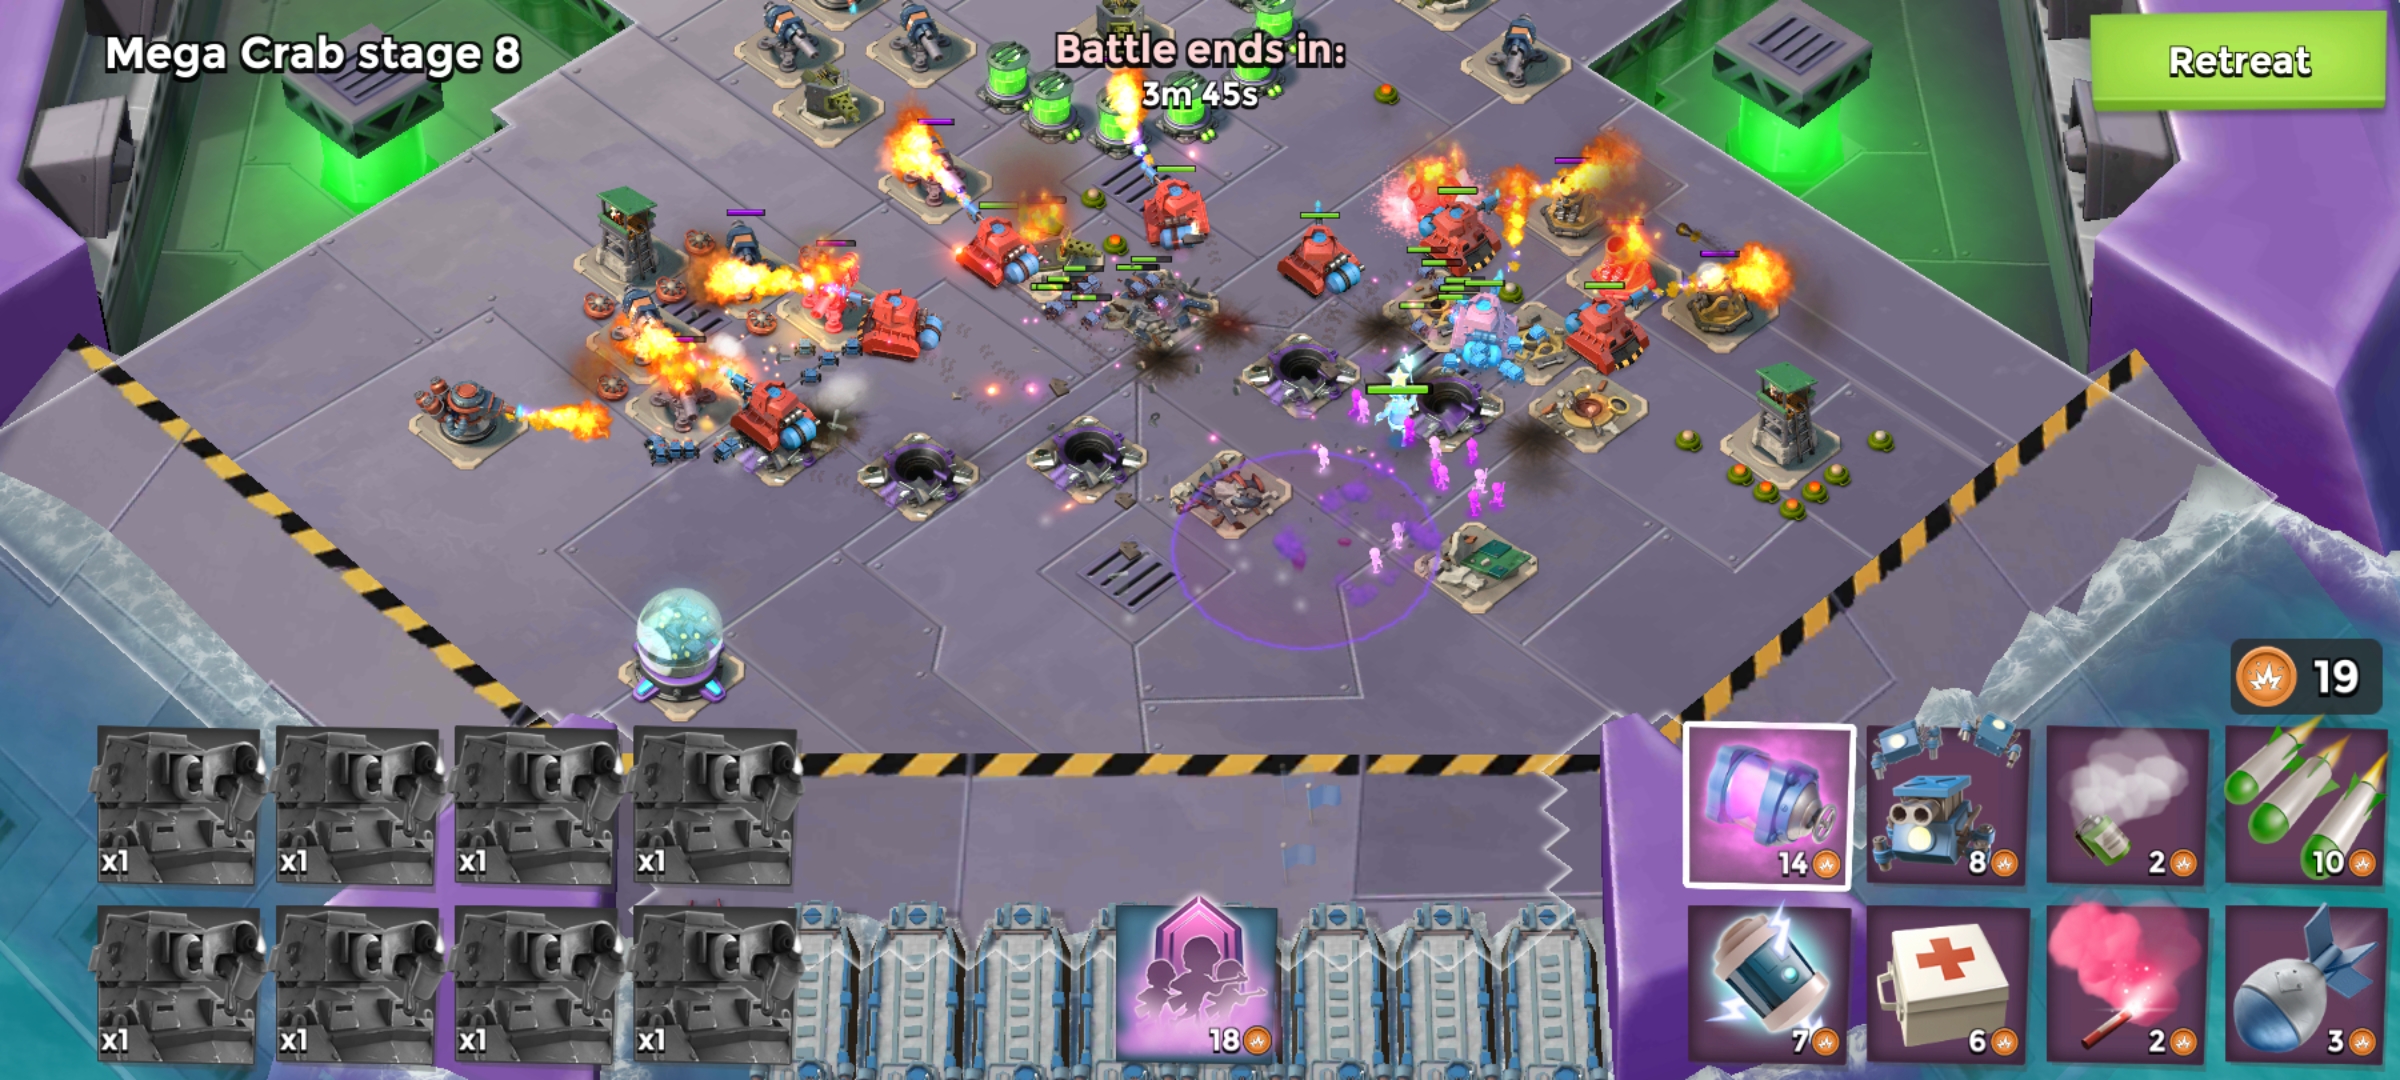 Mega Crab stage 8
Battle ends in:
3m 45s
Retreat
19
x1
x1
x1
x1
14
8
2
10
x1
x1
x1
x1
18
7
6
2
3